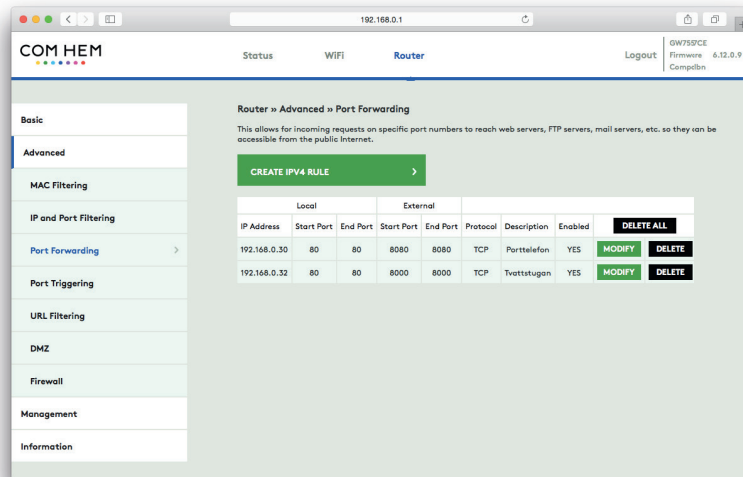 192.168.0.1
COM HEM
Status WiFi Router Logout
GW7557CE
Firmware 6.12.0.9
Compdbn
Basic
Advanced
MAC Filtering
IP and Port Filtering
Port Forwarding
Port Triggering
URL Filtering
DMZ
Firewall
Management
Information
Router » Advanced » Port Forwarding
This allows for incoming requests on specific port numbers to reach web servers, FTP servers, mail servers, etc. so they can be
accessible from the public Internet.
CREATE IPV4 RULE
Local External
IP Address Start Port End Port Start Port End Port Protocol Description Enabled DELETE ALL
192.168.0.30 80 80 8080 8080 TCP Porttelefon YES MODIFY DELETE
192.168.0.32 80 80 8000 8000 TCP Tvattstugan YES MODIFY DELETE